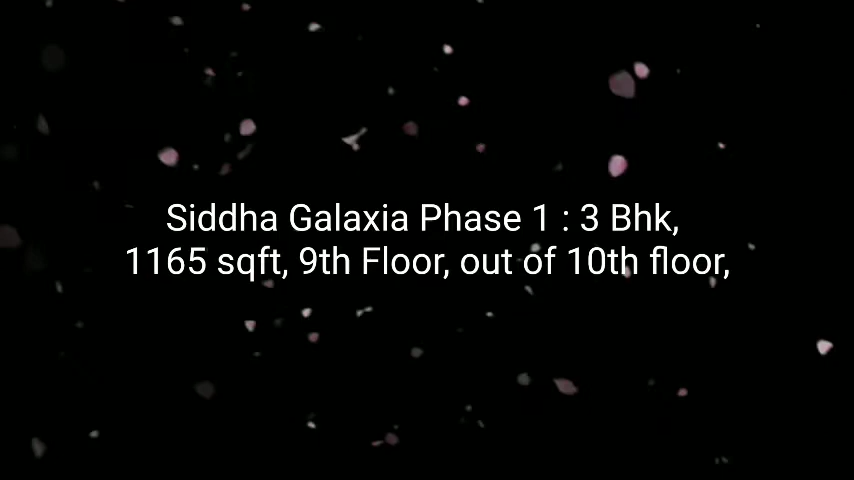 Siddha Galaxia Phase 1 : 3 Bhk,
1165 sqft, 9th Floor, out of 10th floor,